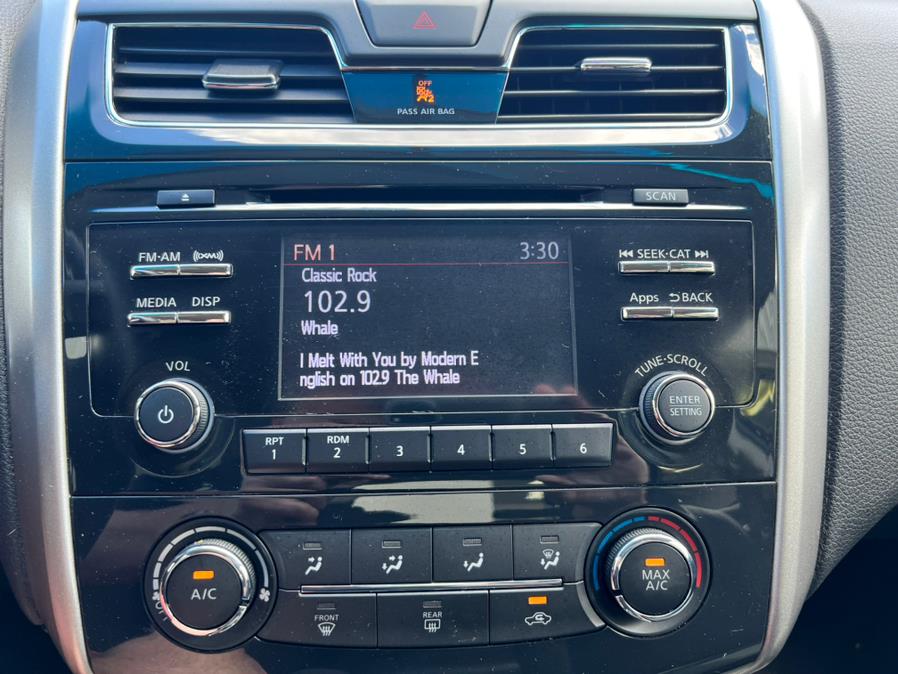 OFF
2
PASS AIR BAG
SCAN
FM·AM ((XM))
FM 1 3:30
SEEK·CAT
Classic Rock
MEDIA DISP
102.9
Apps BACK
Whale
I Melt With You by Modern E
nglish on 102.9 The Whale
VOL
TUNE·SCROLL
ENTER
SETTING
RPT
1
RDM
2
3
4
5
6
A/C
MAX
A/C
FRONT
REAR